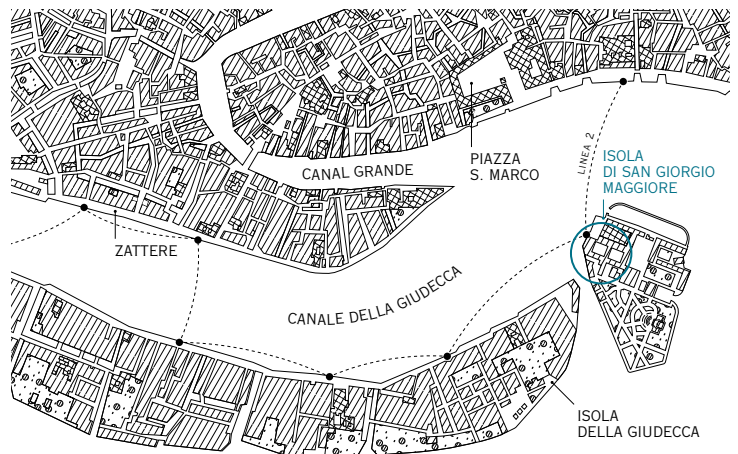 PIAZZA
S. MARCO
CANAL GRANDE
LINEA 2
ISOLA
DI SAN GIORGIO
MAGGIORE
ZATTERE
CANALE DELLA GIUDECCA
ISOLA
DELLA GIUDECCA